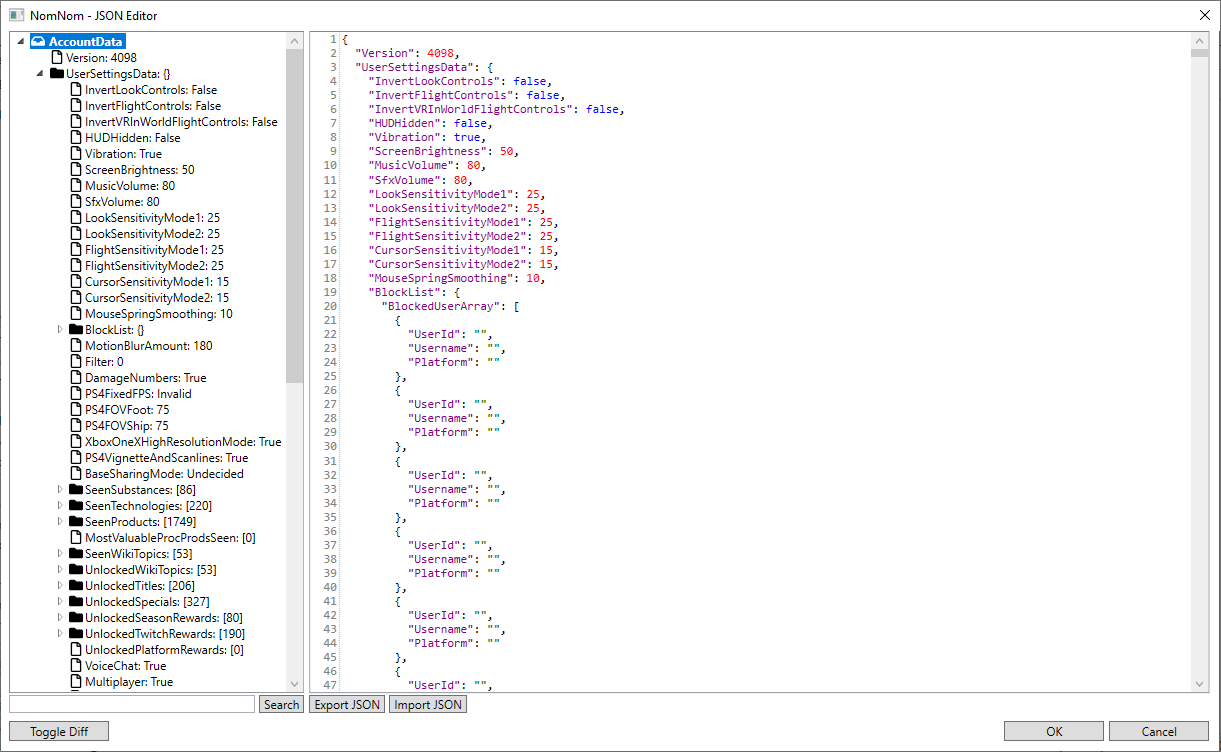 NomNom - JSON Editor
AccountData
Version: 4098
UserSettingsData: {}
InvertLookControls: False
InvertFlightControls: False
InvertVRInWorldFlightControls: False
HUDHidden: False
Vibration: True
ScreenBrightness: 50
MusicVolume: 80
SfxVolume: 80
LookSensitivityMode1: 25
LookSensitivityMode2: 25
FlightSensitivityMode1: 25
FlightSensitivityMode2: 25
CursorSensitivityMode1: 15
CursorSensitivityMode2: 15
MouseSpringSmoothing: 10
BlockList: {}
MotionBlurAmount: 180
Filter: 0
DamageNumbers: True
PS4FixedFPS: Invalid
PS4FOVFoot: 75
PS4FOVShip: 75
XboxOneXHighResolutionMode: True
PS4VignetteAndScanlines: True
BaseSharingMode: Undecided
SeenSubstances: [86]
SeenTechnologies: [220]
SeenProducts: [1749]
MostValuableProcProdsSeen: [0]
SeenWikiTopics: [53]
UnlockedWikiTopics: [53]
UnlockedTitles: [206]
UnlockedSpecials: [327]
UnlockedSeasonRewards: [80]
UnlockedTwitchRewards: [190]
UnlockedPlatformRewards: [0]
VoiceChat: True
Multiplayer: True
1 {
2 "Version": 4098,
3 "UserSettingsData": {
4 "InvertLookControls": false,
5 "InvertFlightControls": false,
6 "InvertVRInWorldFlightControls": false,
7 "HUDHidden": false,
8 "Vibration": true,
9 "ScreenBrightness": 50,
10 "MusicVolume": 80,
11 "SfxVolume": 80,
12 "LookSensitivityMode1": 25,
13 "LookSensitivityMode2": 25,
14 "FlightSensitivityMode1": 25,
15 "FlightSensitivityMode2": 25,
16 "CursorSensitivityMode1": 15,
17 "CursorSensitivityMode2": 15,
18 "MouseSpringSmoothing": 10,
19 "BlockList": {
20 "BlockedUserArray": [
21 {
22 "UserId": "",
23 "Username": "",
24 "Platform": ""
25 },
26 {
27 "UserId": "",
28 "Username": "",
29 "Platform": ""
30 },
31 {
32 "UserId": "",
33 "Username": "",
34 "Platform": ""
35 },
36 {
37 "UserId": "",
38 "Username": "",
39 "Platform": ""
40 },
41 {
42 "UserId": "",
43 "Username": "",
44 "Platform": ""
45 },
46 {
47 "UserId": "",
Search
Export JSON
Import JSON
Toggle Diff
OK
Cancel